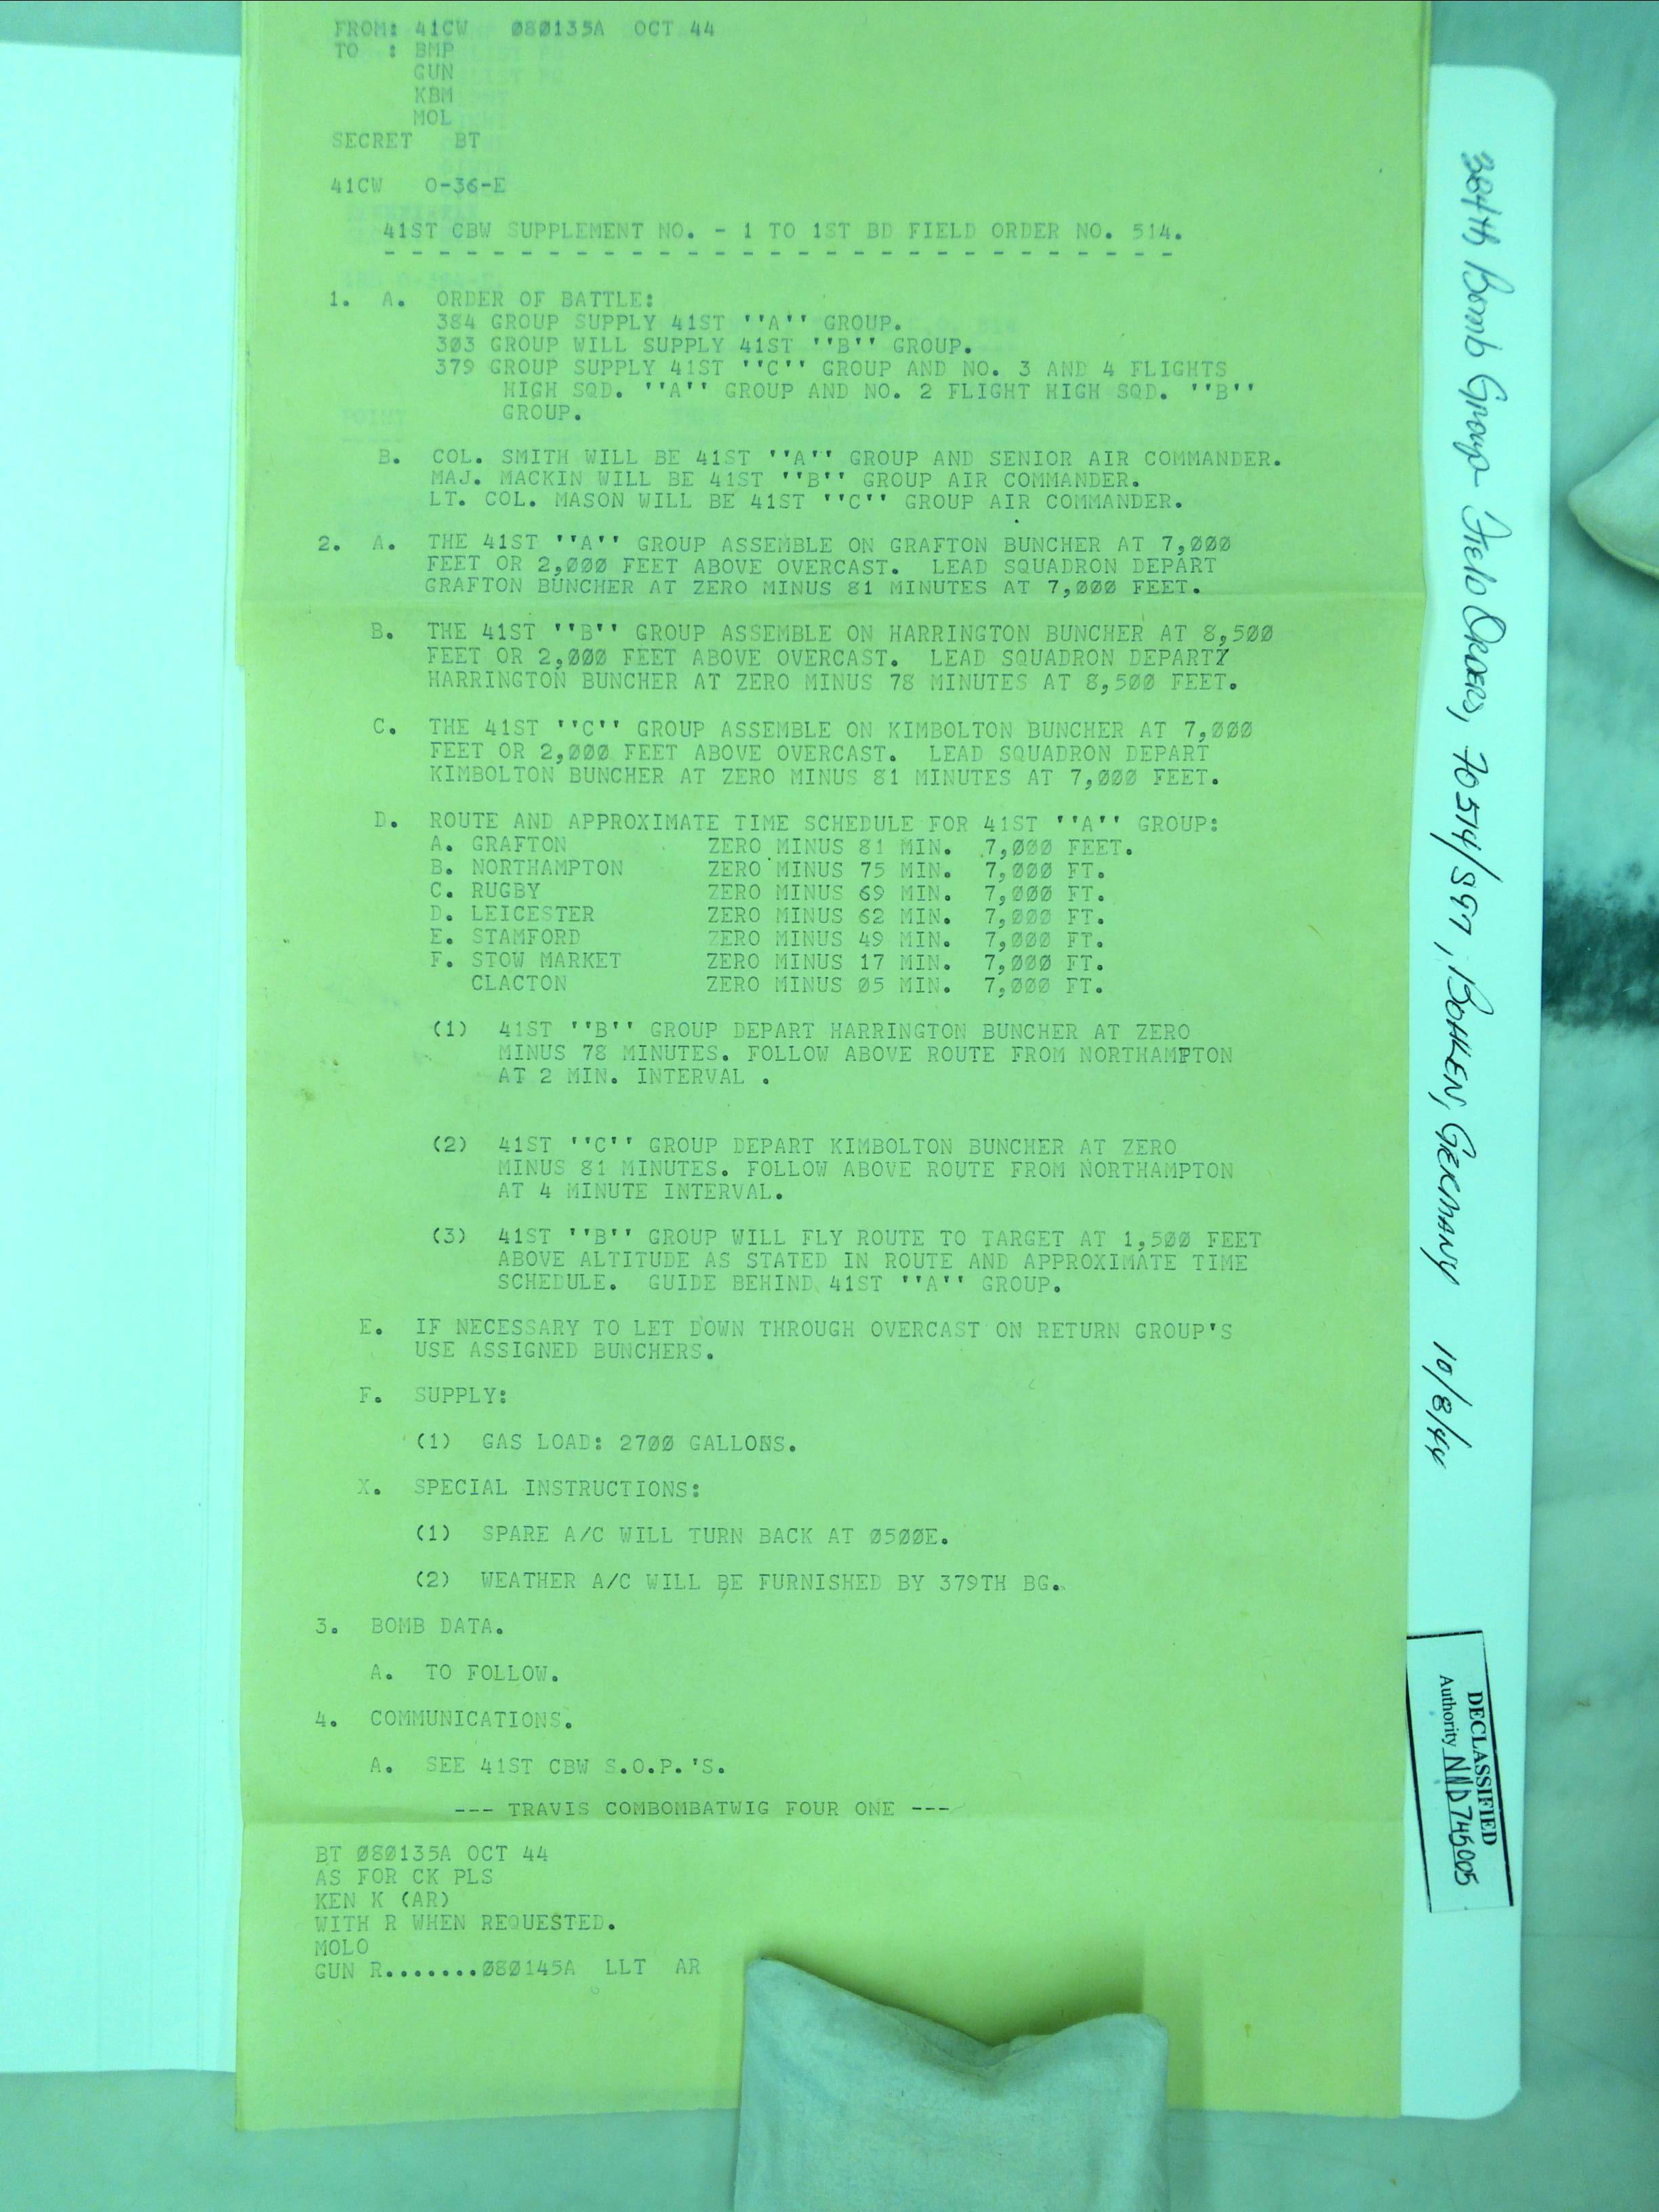 FROM: 41CW 080135A OCT 44
TO : BMP
GUN
KBM
MOL
SECRET BT
41CW O-36-E
41ST CBW SUPPLEMENT NO. - 1 TO 1ST BD FIELD ORDER NO. 514.
- - - - - - - - - - - - - - - - - - - - - - - - - - - - - -
1. A. ORDER OF BATTLE:
384 GROUP SUPPLY 41ST ''A'' GROUP.
303 GROUP WILL SUPPLY 41ST ''B'' GROUP.
379 GROUP SUPPLY 41ST ''C'' GROUP AND NO. 3 AND 4 FLIGHTS
HIGH SQD. ''A'' GROUP AND NO. 2 FLIGHT HIGH SQD. ''B''
GROUP.
B. COL. SMITH WILL BE 41ST ''A'' GROUP AND SENIOR AIR COMMANDER.
MAJ. MACKIN WILL BE 41ST ''B'' GROUP AIR COMMANDER.
LT. COL. MASON WILL BE 41ST ''C'' GROUP AIR COMMANDER.
2. A. THE 41ST ''A'' GROUP ASSEMBLE ON GRAFTON BUNCHER AT 7,000
FEET OR 2,000 FEET ABOVE OVERCAST. LEAD SQUADRON DEPART
GRAFTON BUNCHER AT ZERO MINUS 81 MINUTES AT 7,000 FEET.
B. THE 41ST ''B'' GROUP ASSEMBLE ON HARRINGTON BUNCHER AT 8,500
FEET OR 2,000 FEET ABOVE OVERCAST. LEAD SQUADRON DEPART
HARRINGTON BUNCHER AT ZERO MINUS 78 MINUTES AT 8,500 FEET.
C. THE 41ST ''C'' GROUP ASSEMBLE ON KIMBOLTON BUNCHER AT 7,000
FEET OR 2,000 FEET ABOVE OVERCAST. LEAD SQUADRON DEPART
KIMBOLTON BUNCHER AT ZERO MINUS 81 MINUTES AT 7,000 FEET.
D. ROUTE AND APPROXIMATE TIME SCHEDULE FOR 41ST ''A'' GROUP:
A. GRAFTON ZERO MINUS 81 MIN. 7,000 FEET.
B. NORTHAMPTON ZERO MINUS 75 MIN. 7,000 FT.
C. RUGBY ZERO MINUS 69 MIN. 7,000 FT.
D. LEICESTER ZERO MINUS 62 MIN. 7,000 FT.
E. STAMFORD ZERO MINUS 49 MIN. 7,000 FT.
F. STOW MARKET ZERO MINUS 17 MIN. 7,000 FT.
CLACTON ZERO MINUS 05 MIN. 7,000 FT.
(1) 41ST ''B'' GROUP DEPART HARRINGTON BUNCHER AT ZERO
MINUS 78 MINUTES. FOLLOW ABOVE ROUTE FROM NORTHAMPTON
AT 2 MIN. INTERVAL .
(2) 41ST ''C'' GROUP DEPART KIMBOLTON BUNCHER AT ZERO
MINUS 81 MINUTES. FOLLOW ABOVE ROUTE FROM NORTHAMPTON
AT 4 MINUTE INTERVAL.
(3) 41ST ''B'' GROUP WILL FLY ROUTE TO TARGET AT 1,500 FEET
ABOVE ALTITUDE AS STATED IN ROUTE AND APPROXIMATE TIME
SCHEDULE. GUIDE BEHIND 41ST ''A'' GROUP.
E. IF NECESSARY TO LET DOWN THROUGH OVERCAST ON RETURN GROUP'S
USE ASSIGNED BUNCHERS.
F. SUPPLY:
(1) GAS LOAD: 2700 GALLONS.
X. SPECIAL INSTRUCTIONS:
(1) SPARE A/C WILL TURN BACK AT 0500E.
(2) WEATHER A/C WILL BE FURNISHED BY 379TH BG.
3. BOMB DATA.
A. TO FOLLOW.
4. COMMUNICATIONS.
A. SEE 41ST CBW S.O.P.'S.
--- TRAVIS COMBOMBATWIG FOUR ONE ---
BT 080135A OCT 44
AS FOR CK PLS
KEN K (AR)
WITH R WHEN REQUESTED.
MOLO
GUN R........080145A LLT AR
384th Bomb Group Field Orders, FO 514/S97, BOHLEN, GERMANY 10/8/44
DECLASSIFIED
Authority NND745005